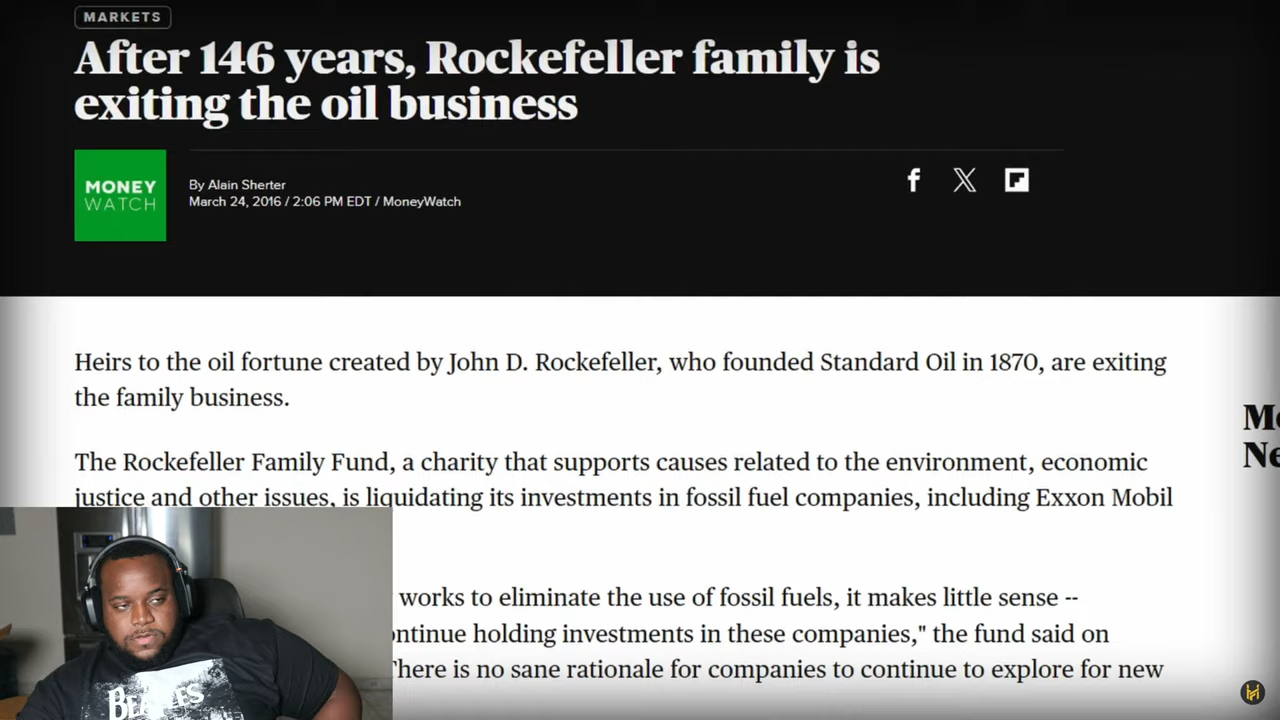 MARKETS
After 146 years, Rockefeller family is
exiting the oil business
MONEY
WATCH
By Alain Sherter
March 24, 2016 / 2:06 PM EDT / MoneyWatch
Heirs to the oil fortune created by John D. Rockefeller, who founded Standard Oil in 1870, are exiting
the family business.
The Rockefeller Family Fund, a charity that supports causes related to the environment, economic
justice and other issues, is liquidating its investments in fossil fuel companies, including Exxon Mobil
works to eliminate the use of fossil fuels, it makes little sense --
ontinue holding investments in these companies," the fund said on
There is no sane rationale for companies to continue to explore for new
BEATLES